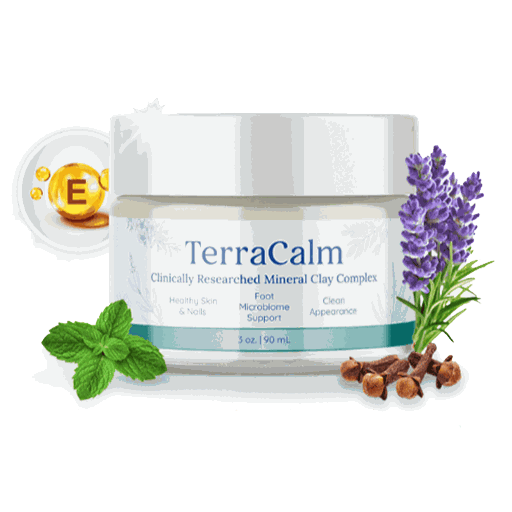 E
TerraCalm
Clinically Researched Mineral Clay Complex
Healthy Skin
& Nails
Foot
Microbiome
Support
Clean
Appearance
3 oz. | 90 mL